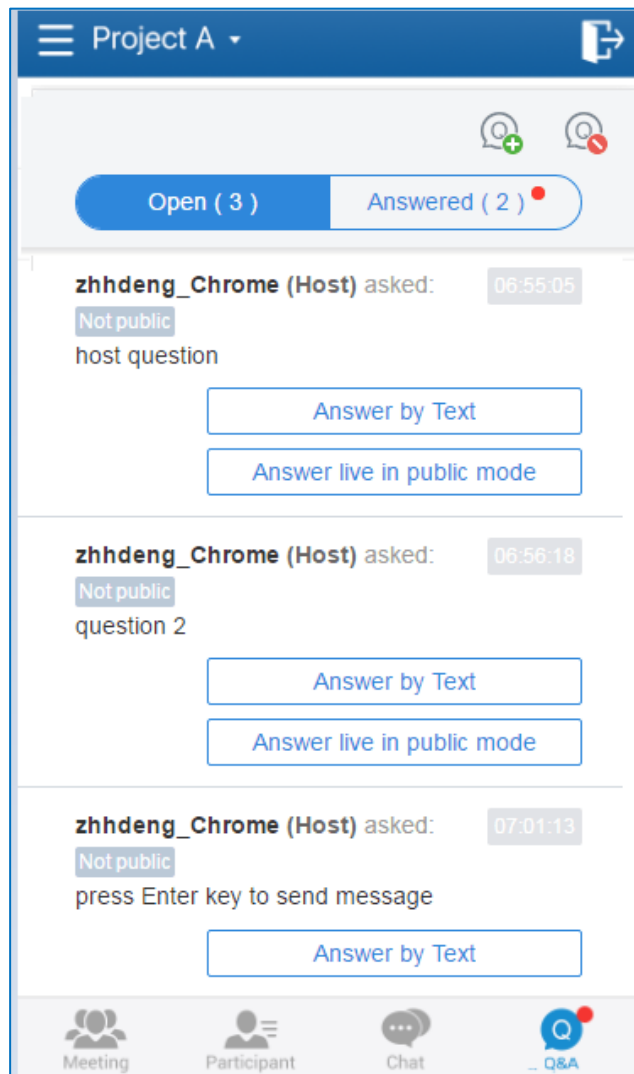 Project A
Open ( 3 )
Answered ( 2 )
zhhdeng_Chrome (Host) asked: 06:55:05
Not public
host question
Answer by Text
Answer live in public mode
zhhdeng_Chrome (Host) asked: 06:56:18
Not public
question 2
Answer by Text
Answer live in public mode
zhhdeng_Chrome (Host) asked: 07:01:13
Not public
press Enter key to send message
Answer by Text
Meeting Participant Chat Q&A